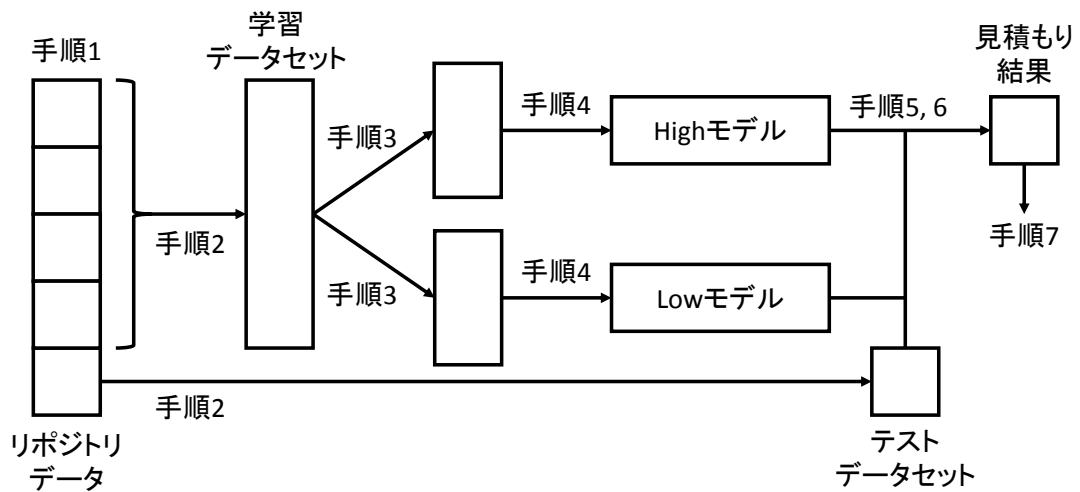 手順1
学習
データセット
手順2
手順3
手順3
手順4
手順4
Highモデル
Lowモデル
手順5, 6
見積もり
結果
手順7
手順2
リポジトリ
データ
テスト
データセット